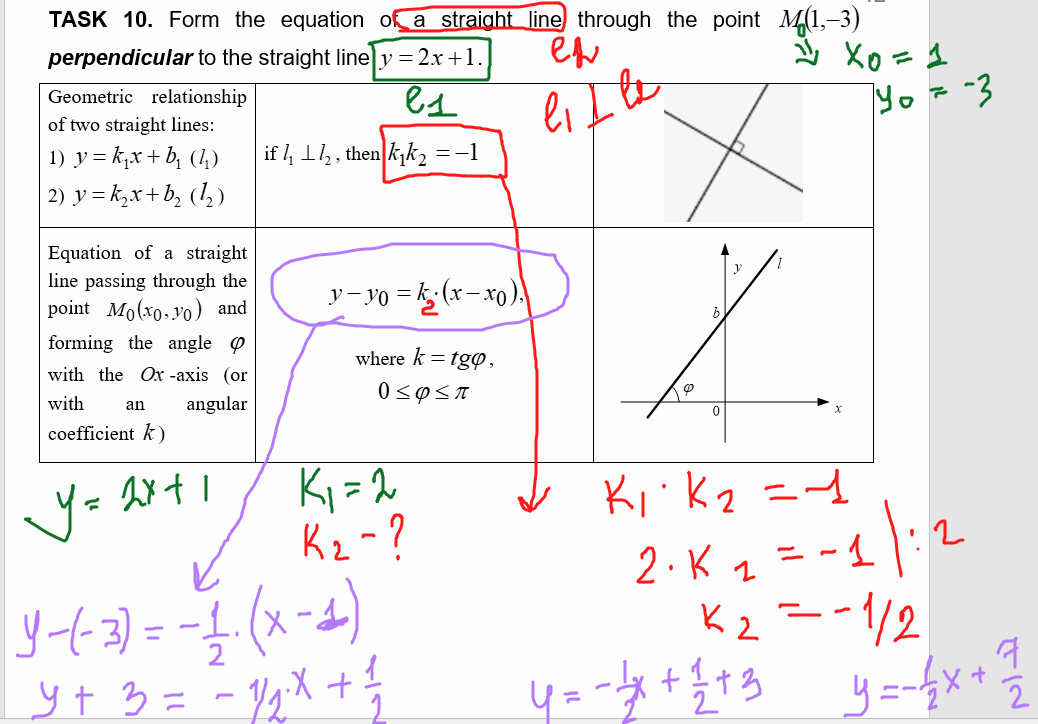 TASK 10. Form the equation of a straight line through the point M₀(1,−3)
perpendicular to the straight line y = 2x + 1.
⇒ x0 = 1
y0 = -3
l1
l2
l1 ⊥ l2
Geometric relationship
of two straight lines:
1) y = k₁x + b₁ (l₁)
2) y = k₂x + b₂ (l₂)
if l₁ ⊥ l₂, then k₁k₂ = −1
Equation of a straight
line passing through the
point M₀(x₀, y₀) and
forming the angle φ
with the Ox-axis (or
with an angular
coefficient k)
y − y₀ = k₂·(x − x₀),
where k = tgφ,
0 ≤ φ ≤ π
y
l
b
φ
0
x
y = 2x + 1
K1 = 2
K2 - ?
K1 · K2 = -1
2 · K2 = -1 | : 2
K2 = -1/2
y-(-3) = -1/2·(x-1)
y + 3 = -1/2·x + 1/2
y = -1/2x + 1/2 + 3
y = -1/2x + 7/2